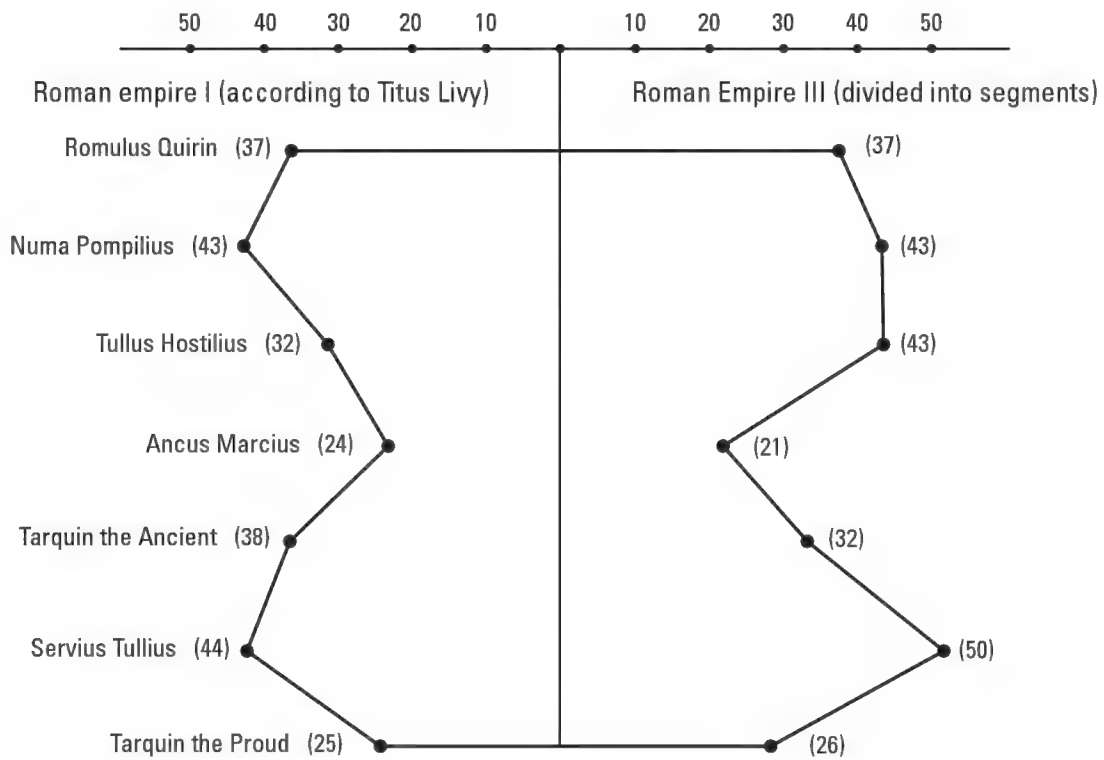 50 40 30 20 10 10 20 30 40 50
Roman empire I (according to Titus Livy) Roman Empire III (divided into segments)
Romulus Quirin (37) (37)
Numa Pompilius (43) (43)
Tullus Hostilius (32) (43)
Ancus Marcius (24) (21)
Tarquin the Ancient (38) (32)
Servius Tullius (44) (50)
Tarquin the Proud (25) (26)